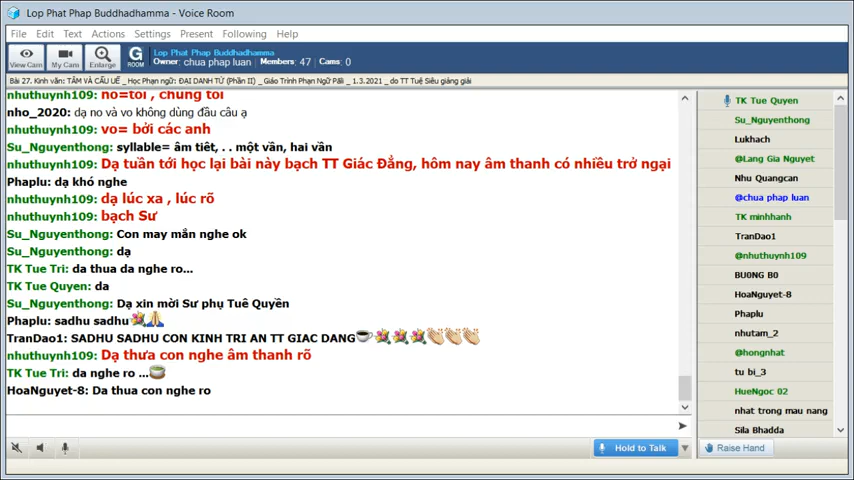 Lop Phat Phap Buddhadhamma - Voice Room
File Edit Text Actions Settings Present Following Help
View Cam My Cam Enlarge G ROOM
Lop Phat Phap Buddhadhamma
Owner: chua phap luan Members: 47 Cams: 0
Bài 27. Kinh văn: TÂM VÀ CẤU UẾ _ Học Phạn ngữ: ĐẠI DANH TỪ (Phần II) _ Giáo Trình Phạn Ngữ Pāli _ 1.3.2021 _ do TT Tuệ Siêu giảng giải
nhuthuynh109: no=tôi , chúng tôi
nho_2020: dạ no và vo không dùng đầu câu ạ
nhuthuynh109: vo= bởi các anh
Su_Nguyenthong: syllable= âm tiêt, . . một vần, hai vần
nhuthuynh109: Dạ tuần tới học lại bài này bạch TT Giác Đẳng, hôm nay âm thanh có nhiều trở ngại
Phaplu: dạ khó nghe
nhuthuynh109: dạ lúc xa , lúc rõ
nhuthuynh109: bạch Sư
Su_Nguyenthong: Con may mắn nghe ok
Su_Nguyenthong: dạ
TK Tue Tri: da thua da nghe ro...
TK Tue Quyen: da
Su_Nguyenthong: Dạ xin mời Sư phụ Tuê Quyền
Phaplu: sadhu sadhu
TranDao1: SADHU SADHU CON KINH TRI AN TT GIAC DANG
nhuthuynh109: Dạ thưa con nghe âm thanh rõ
TK Tue Tri: dạ nghe ro ...
HoaNguyet-8: Da thua con nghe ro
TK Tue Quyen
Su_Nguyenthong
Lukhach
@Lang Gia Nguyet
Nhu Quangcan
@chua phap luan
TK minhhanh
TranDao1
@nhuthuynh109
BU0NG B0
HoaNguyet-8
Phaplu
nhutam_2
@hongnhat
tu bi_3
HueNgoc 02
nhat trong mau nang
Sila Bhadda
Hold to Talk
Raise Hand